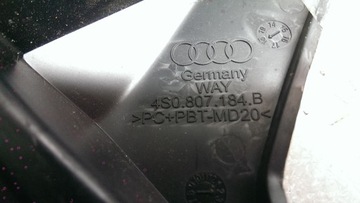 Germany
WAY
4S0.807.184.B
>PC+PBT-MD20<